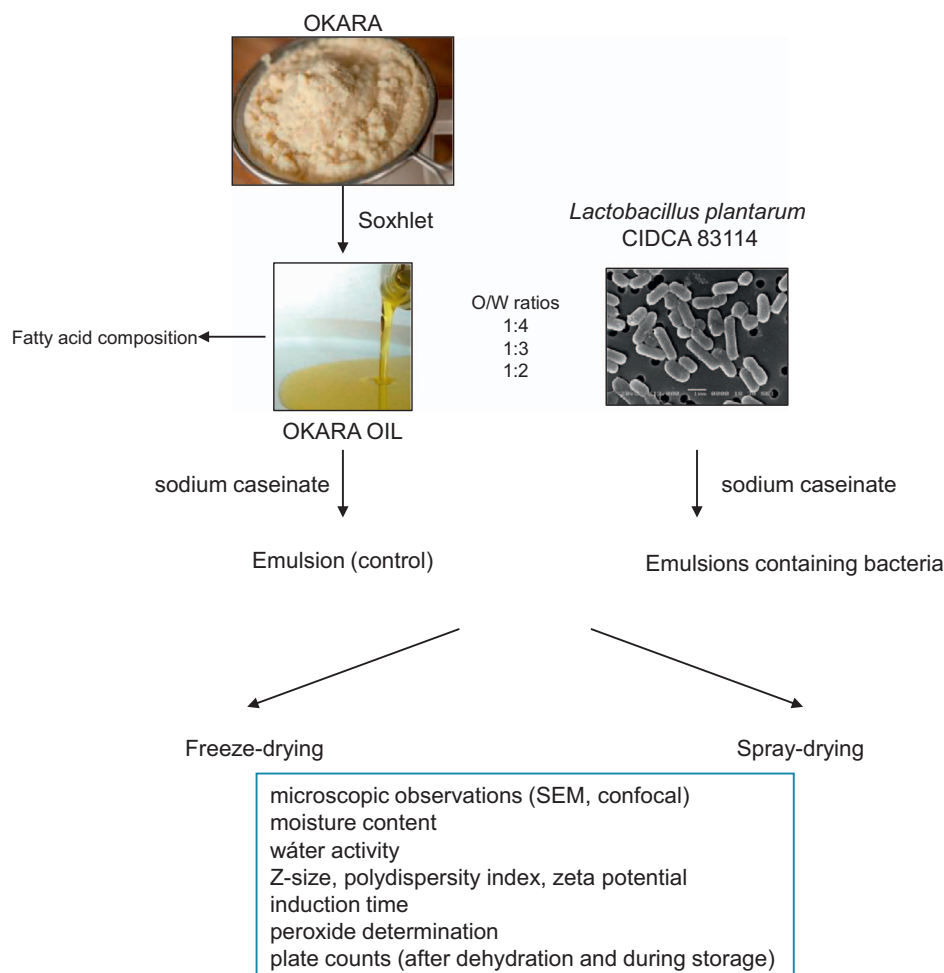 OKARA
Soxhlet
Lactobacillus plantarum
CIDCA 83114
O/W ratios
1:4
1:3
1:2
Fatty acid composition
OKARA OIL
sodium caseinate
sodium caseinate
Emulsion (control)
Emulsions containing bacteria
Freeze-drying
Spray-drying
microscopic observations (SEM, confocal)
moisture content
wáter activity
Z-size, polydispersity index, zeta potential
induction time
peroxide determination
plate counts (after dehydration and during storage)